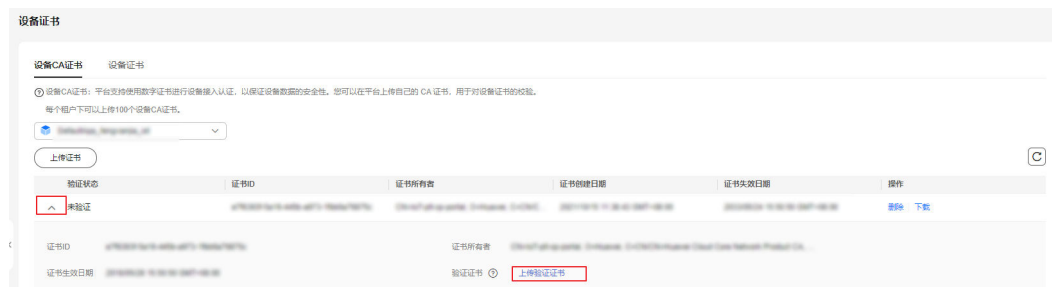 设备证书
设备CA证书 设备证书
设备CA证书：平台支持使用数字证书进行设备接入认证，以保证设备数据的安全性。您可以在平台上传自己的 CA 证书，用于对设备证书的校验。
每个租户下可以上传100个设备CA证书。
上传证书
验证状态 证书ID 证书所有者 证书创建日期 证书失效日期 操作
未验证 删除 下载
证书ID 证书所有者
证书生效日期 验证证书 上传验证证书